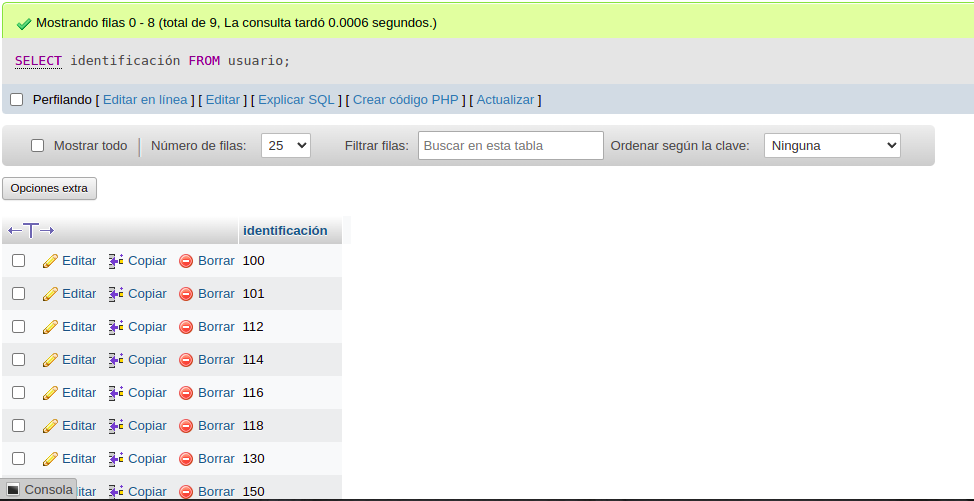 Mostrando filas 0 - 8 (total de 9, La consulta tardó 0.0006 segundos.)
SELECT identificación FROM usuario;
Perfilando [ Editar en línea ] [ Editar ] [ Explicar SQL ] [ Crear código PHP ] [ Actualizar ]
Mostrar todo Número de filas: 25 Filtrar filas: Buscar en esta tabla Ordenar según la clave: Ninguna
Opciones extra
identificación
Editar Copiar Borrar 100
Editar Copiar Borrar 101
Editar Copiar Borrar 112
Editar Copiar Borrar 114
Editar Copiar Borrar 116
Editar Copiar Borrar 118
Editar Copiar Borrar 130
Consola itar Copiar Borrar 150